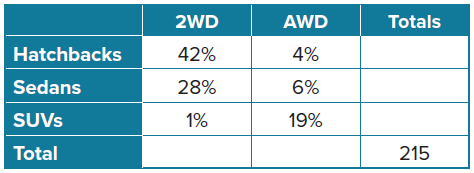 2WD AWD Totals
Hatchbacks 42% 4%
Sedans 28% 6%
SUVs 1% 19%
Total 215